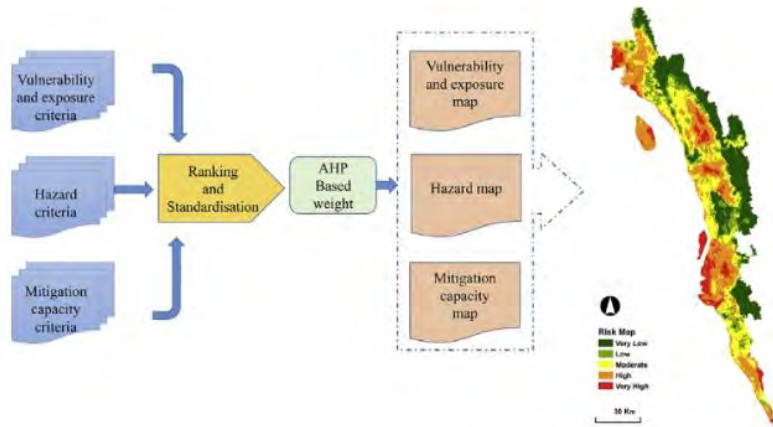 Vulnerability
and exposure
criteria
Hazard
criteria
Mitigation
capacity
criteria
Ranking
and
Standardisation
AHP
Based
weight
Vulnerability
and exposure
map
Hazard map
Mitigation
capacity
map
Risk Map
Very Low
Low
Moderate
High
Very High
30 Km